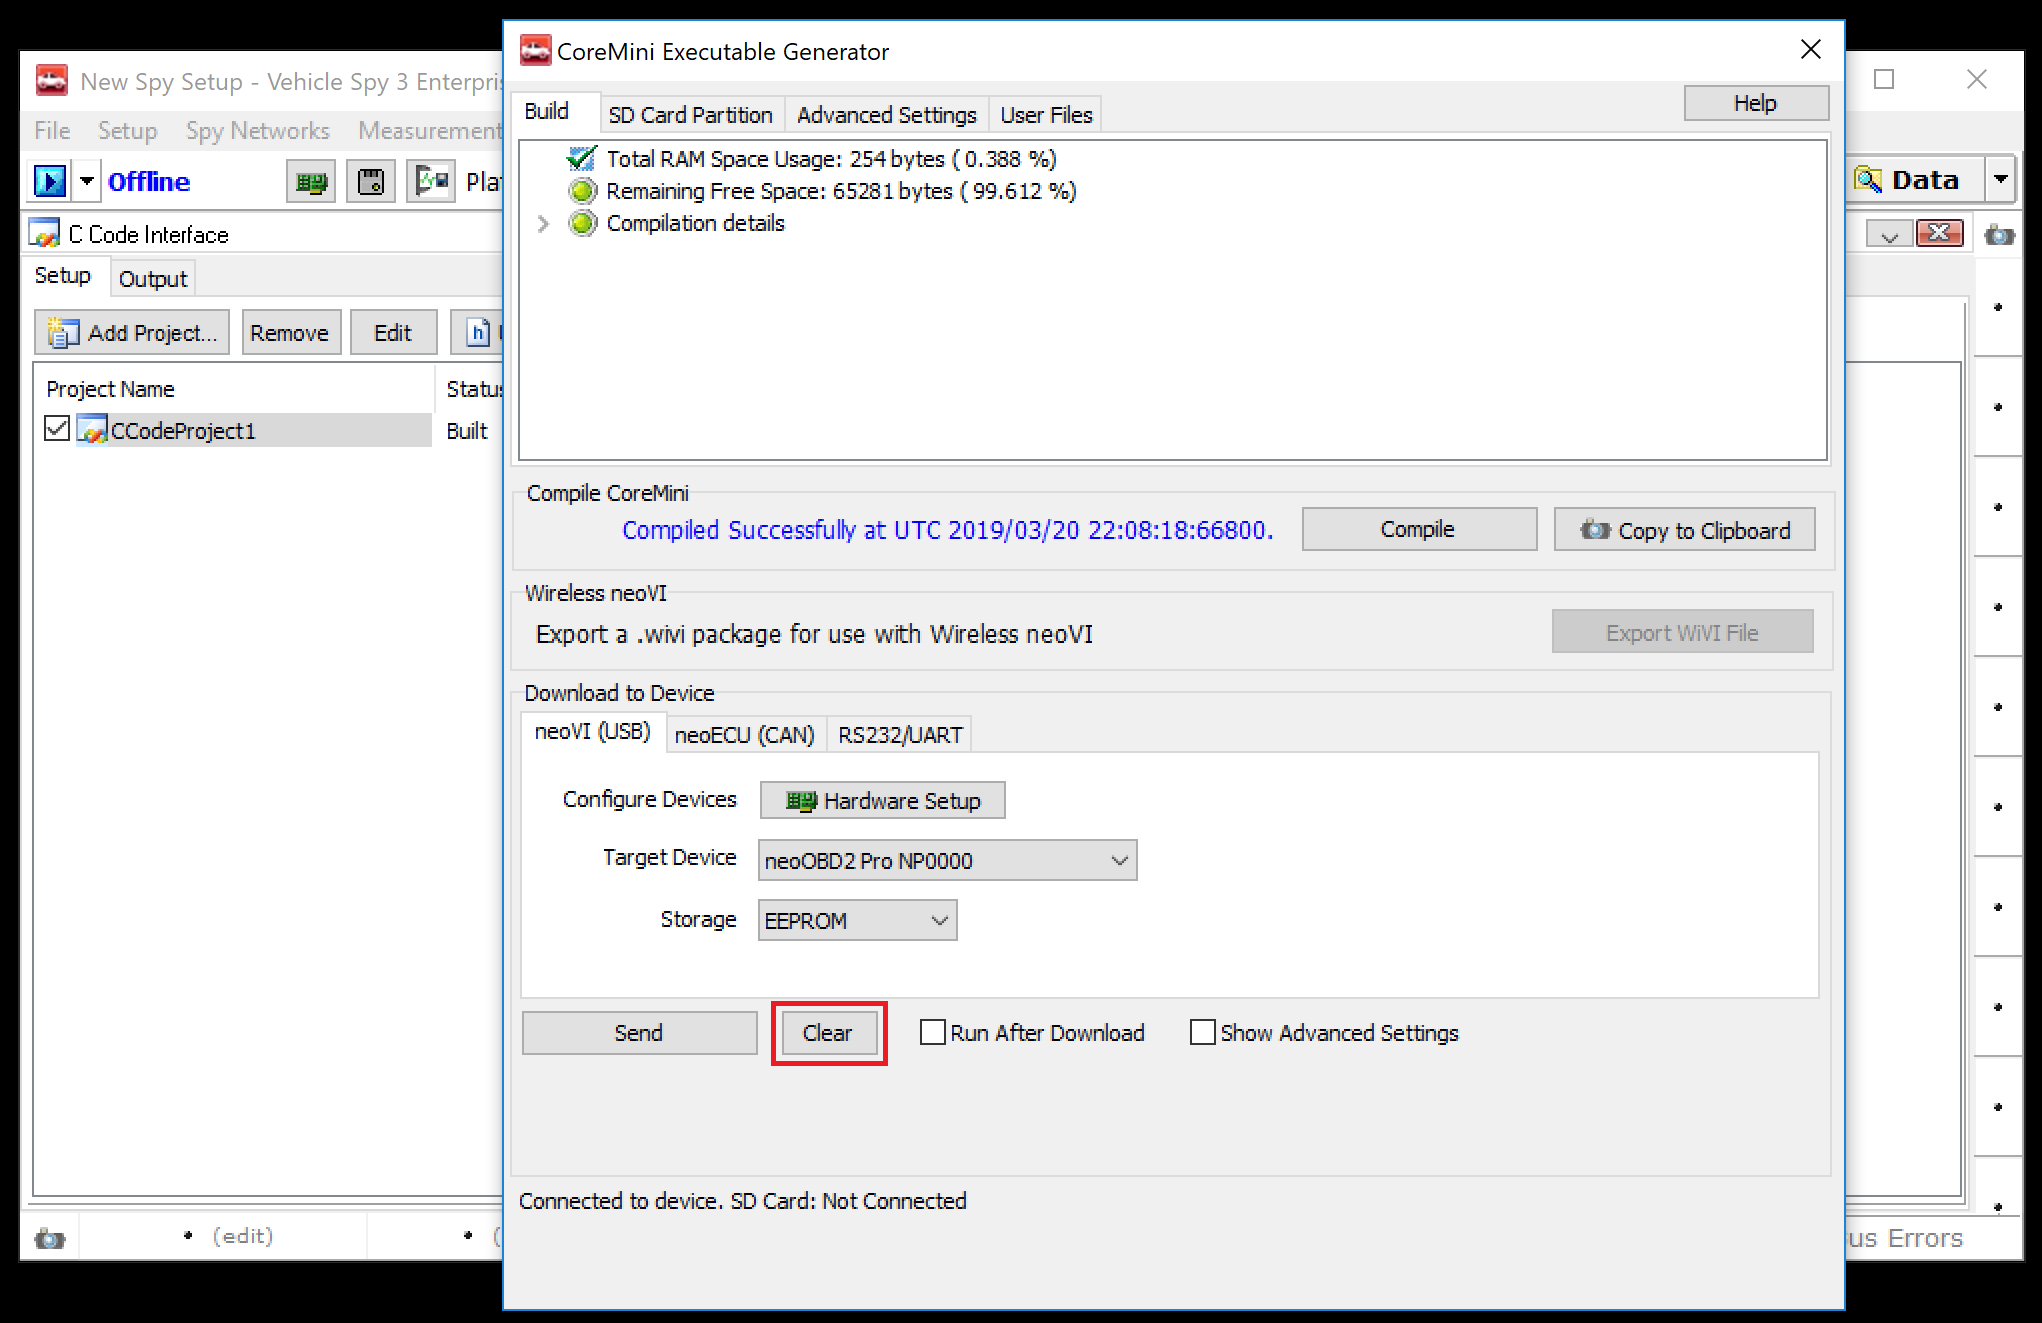 New Spy Setup - Vehicle Spy 3
File Setup Spy Networks Measurement
Offline
Data
C Code Interface
Setup Output
Add Project... Remove Edit h
Project Name
CCodeProject1 Built
(edit)
Errors
CoreMini Executable Generator
Help
Build SD Card Partition Advanced Settings User Files
Total RAM Space Usage: 254 bytes ( 0.388 %)
Remaining Free Space: 65281 bytes ( 99.612 %)
Compilation details
Compile CoreMini
Compiled Successfully at UTC 2019/03/20 22:08:18:66800. Compile Copy to Clipboard
Wireless neoVI
Export a .wivi package for use with Wireless neoVI Export WiVI File
Download to Device
neoVI (USB) neoECU (CAN) RS232/UART
Configure Devices Hardware Setup
Target Device neoOBD2 Pro NP0000
Storage EEPROM
Send Clear Run After Download Show Advanced Settings
Connected to device. SD Card: Not Connected